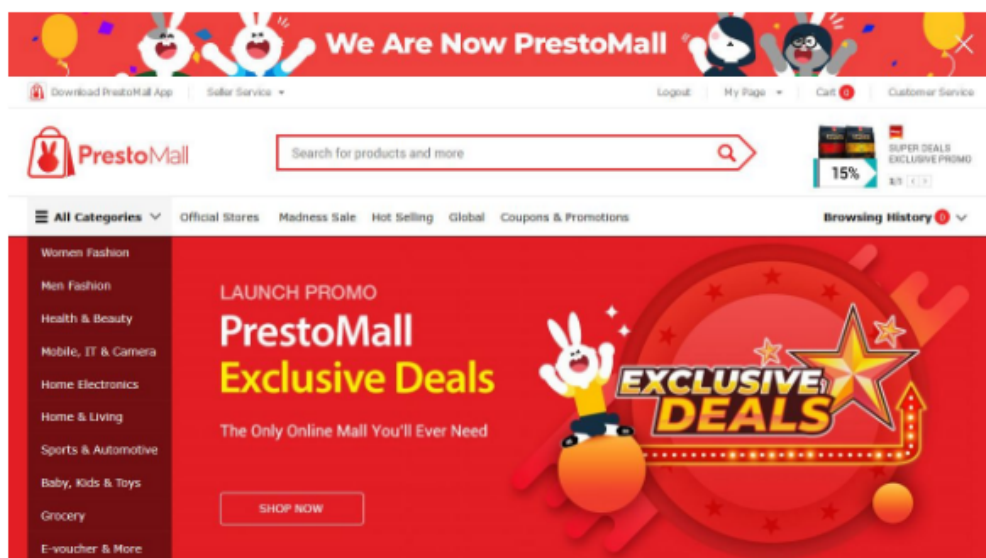 We Are Now PrestoMall
Download PrestoMall App
Seller Service
Logout
My Page
Cart 0
Customer Service
PrestoMall
Search for products and more
15%
SUPER DEALS
EXCLUSIVE PROMO
1/1
All Categories
Official Stores
Madness Sale
Hot Selling
Global
Coupons & Promotions
Browsing History 0
Women Fashion
Men Fashion
Health & Beauty
Mobile, IT & Camera
Home Electronics
Home & Living
Sports & Automotive
Baby, Kids & Toys
Grocery
E-voucher & More
LAUNCH PROMO
PrestoMall
Exclusive Deals
The Only Online Mall You'll Ever Need
SHOP NOW
EXCLUSIVE
DEALS